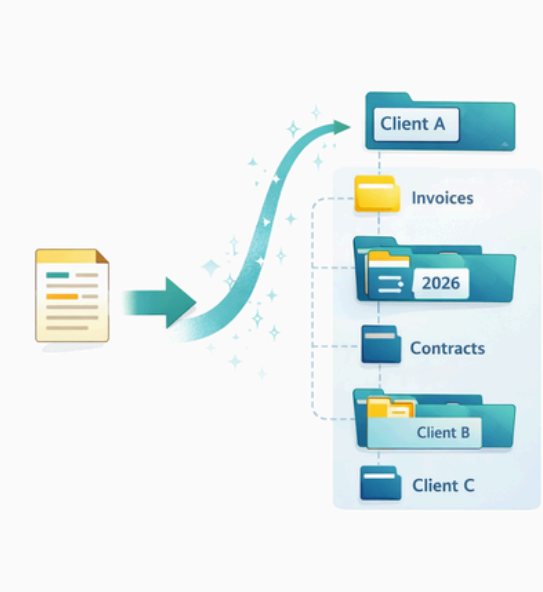 Client A
Invoices
2026
Contracts
Client B
Client C